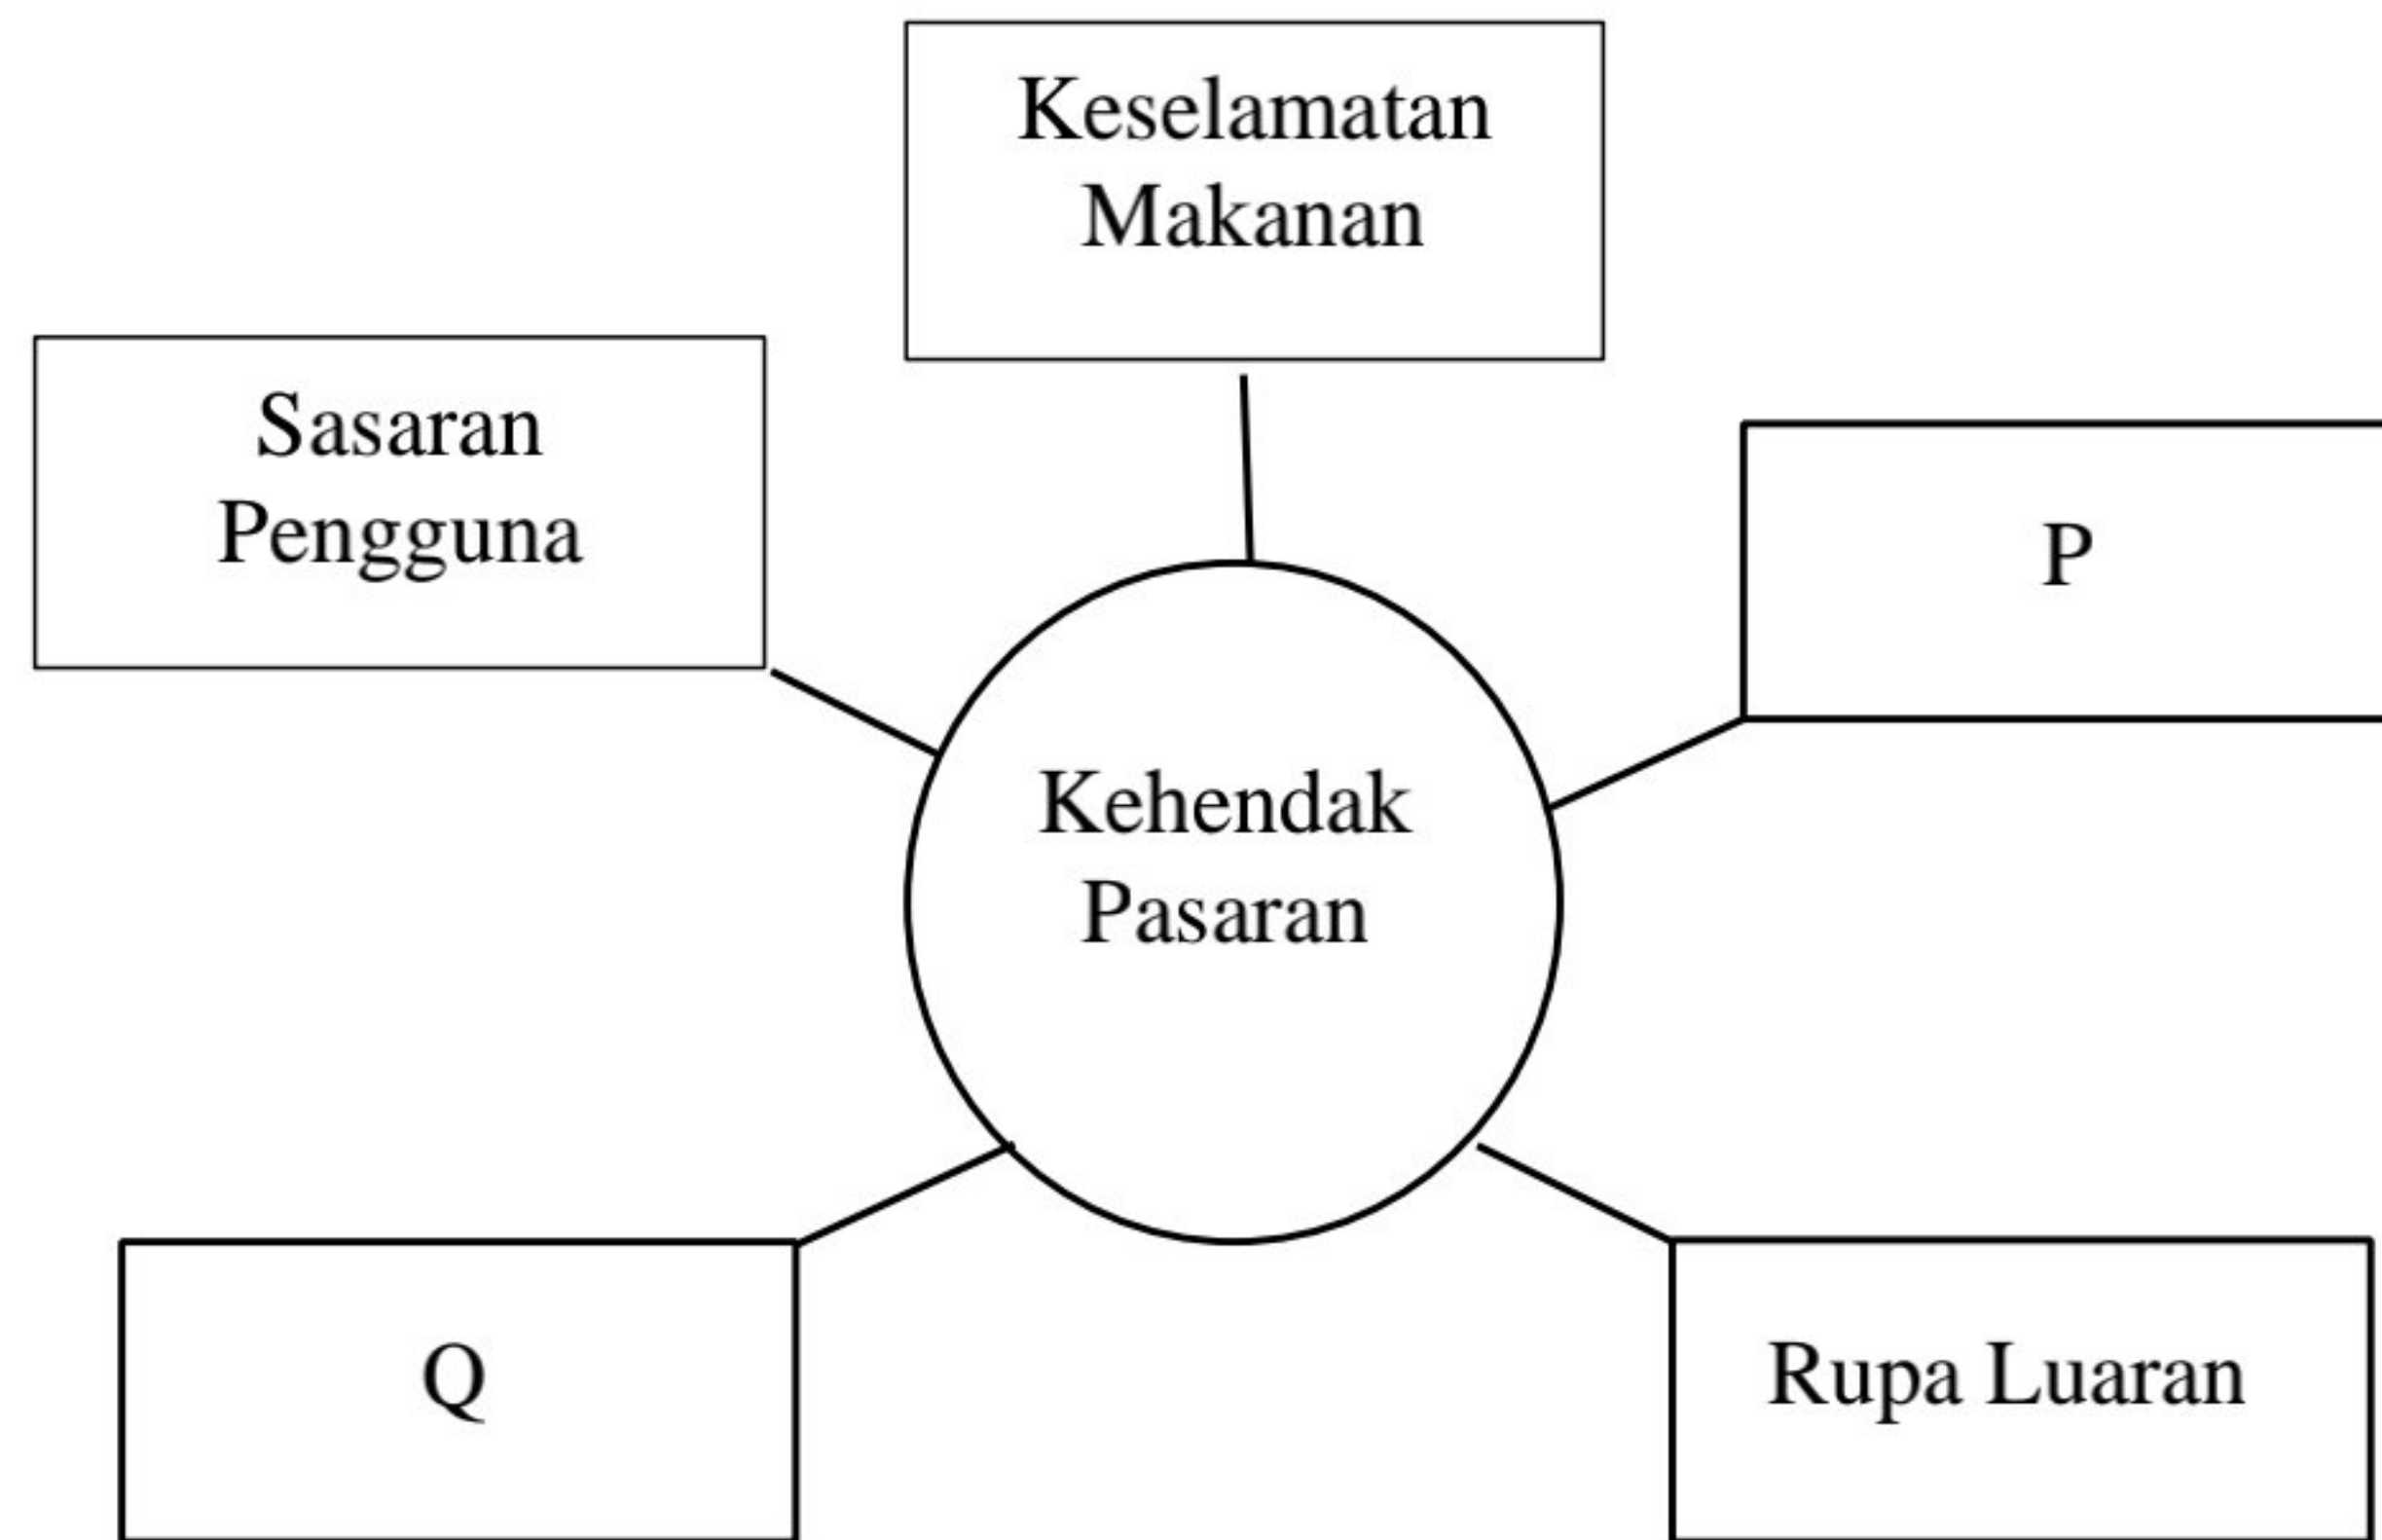 Keselamatan
Makanan
Sasaran
Pengguna
P
Kehendak
Pasaran
Q
Rupa Luaran